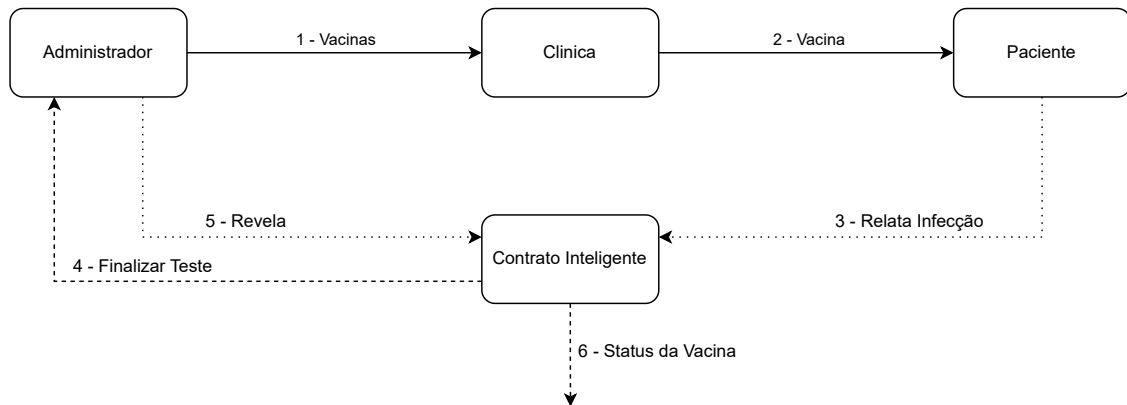 Administrador
1 - Vacinas
Clinica
2 - Vacina
Paciente
5 - Revela
3 - Relata Infecção
4 - Finalizar Teste
Contrato Inteligente
6 - Status da Vacina